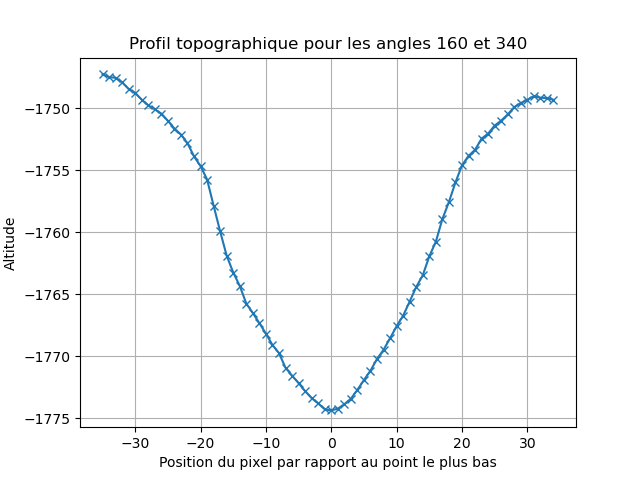 Profil topographique pour les angles 160 et 340
−1750
−1755
−1760
−1765
−1770
−1775
Altitude
−30 −20 −10 0 10 20 30
Position du pixel par rapport au point le plus bas